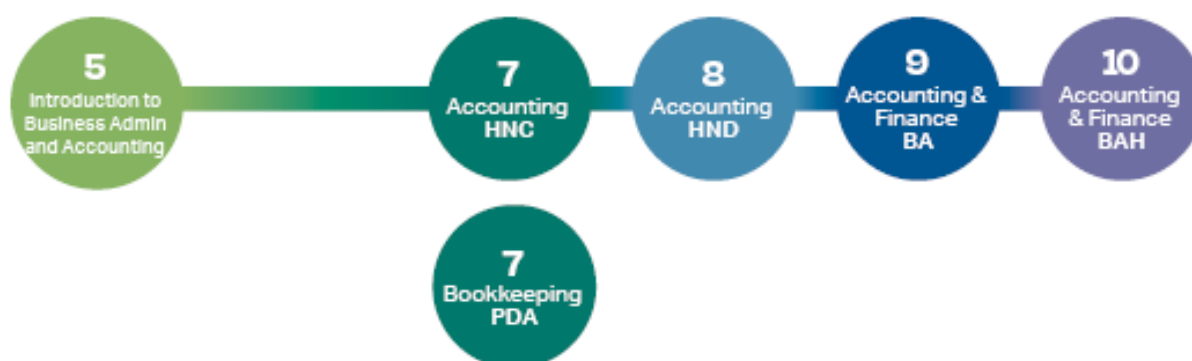 5
Introduction to
Business Admin
and Accounting
7
Accounting
HNC
8
Accounting
HND
9
Accounting &
Finance
BA
10
Accounting
& Finance
BAH
7
Bookkeeping
PDA